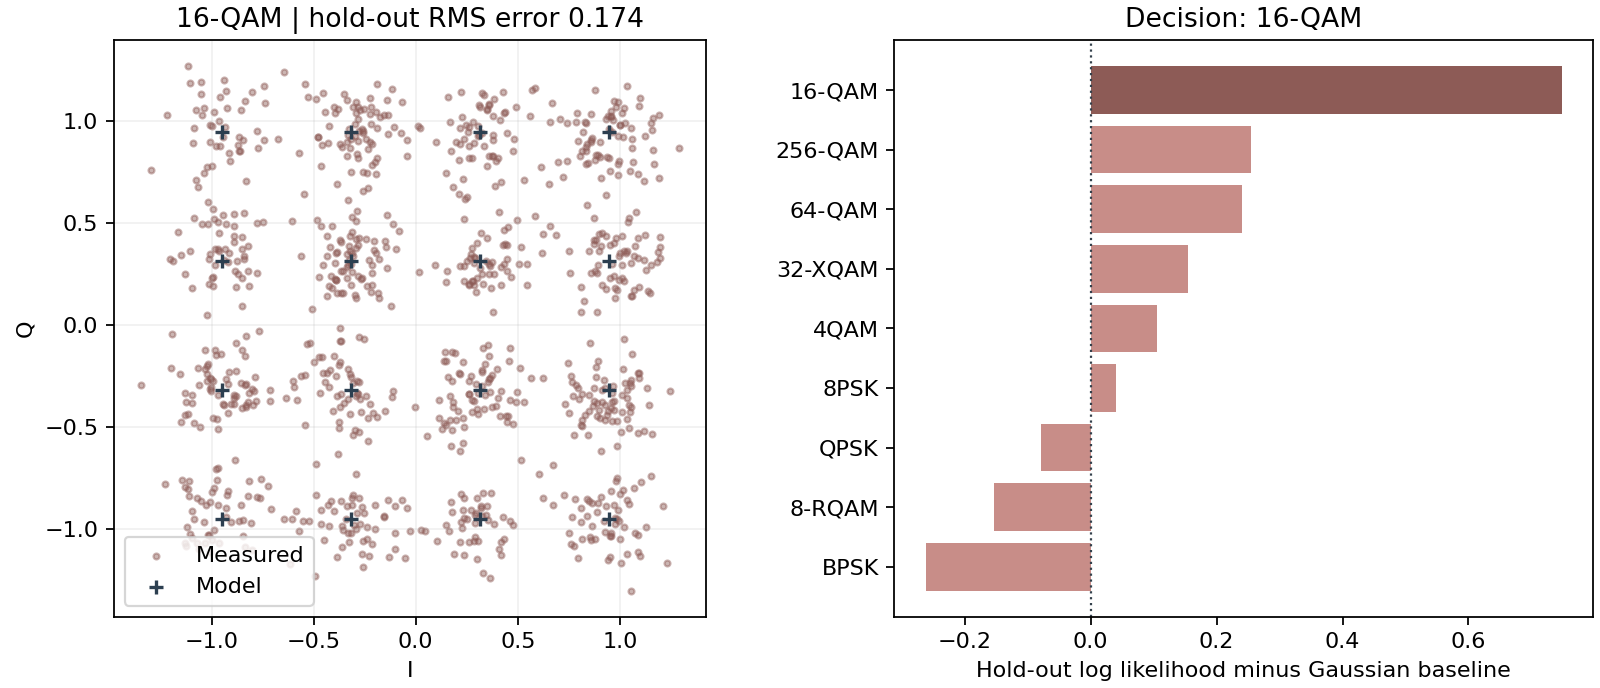 16-QAM | hold-out RMS error 0.174
1.0
0.5
0.0
−0.5
−1.0
Q
Measured
Model
−1.0
−0.5
0.0
0.5
1.0
I
Decision: 16-QAM
16-QAM
256-QAM
64-QAM
32-XQAM
4QAM
8PSK
QPSK
8-RQAM
BPSK
−0.2
0.0
0.2
0.4
0.6
Hold-out log likelihood minus Gaussian baseline